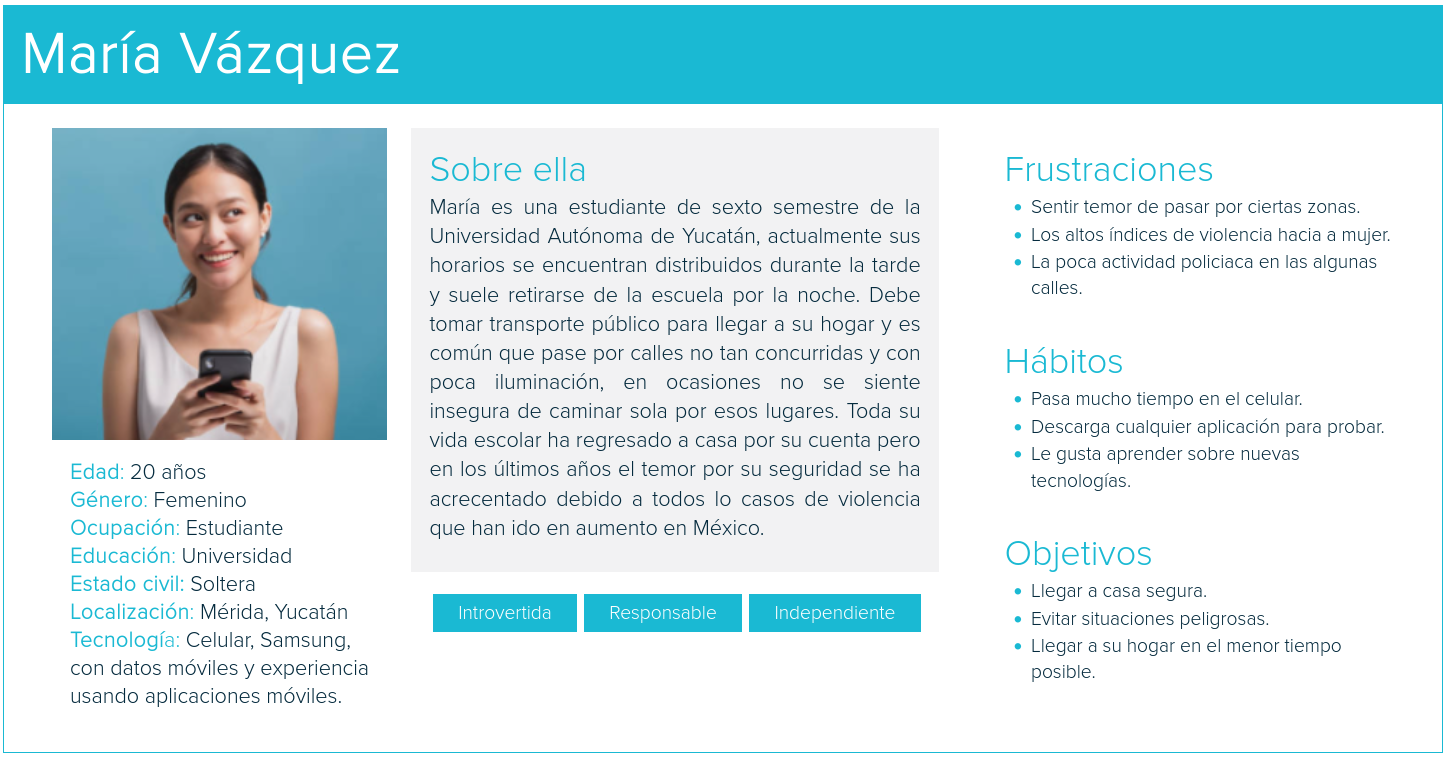 María Vázquez
Edad: 20 años
Género: Femenino
Ocupación: Estudiante
Educación: Universidad
Estado civil: Soltera
Localización: Mérida, Yucatán
Tecnología: Celular, Samsung,
con datos móviles y experiencia
usando aplicaciones móviles.
Sobre ella
María es una estudiante de sexto semestre de la
Universidad Autónoma de Yucatán, actualmente sus
horarios se encuentran distribuidos durante la tarde
y suele retirarse de la escuela por la noche. Debe
tomar transporte público para llegar a su hogar y es
común que pase por calles no tan concurridas y con
poca iluminación, en ocasiones no se siente
insegura de caminar sola por esos lugares. Toda su
vida escolar ha regresado a casa por su cuenta pero
en los últimos años el temor por su seguridad se ha
acrecentado debido a todos lo casos de violencia
que han ido en aumento en México.
Introvertida Responsable Independiente
Frustraciones
• Sentir temor de pasar por ciertas zonas.
• Los altos índices de violencia hacia a mujer.
• La poca actividad policiaca en las algunas
calles.
Hábitos
• Pasa mucho tiempo en el celular.
• Descarga cualquier aplicación para probar.
• Le gusta aprender sobre nuevas
tecnologías.
Objetivos
• Llegar a casa segura.
• Evitar situaciones peligrosas.
• Llegar a su hogar en el menor tiempo
posible.